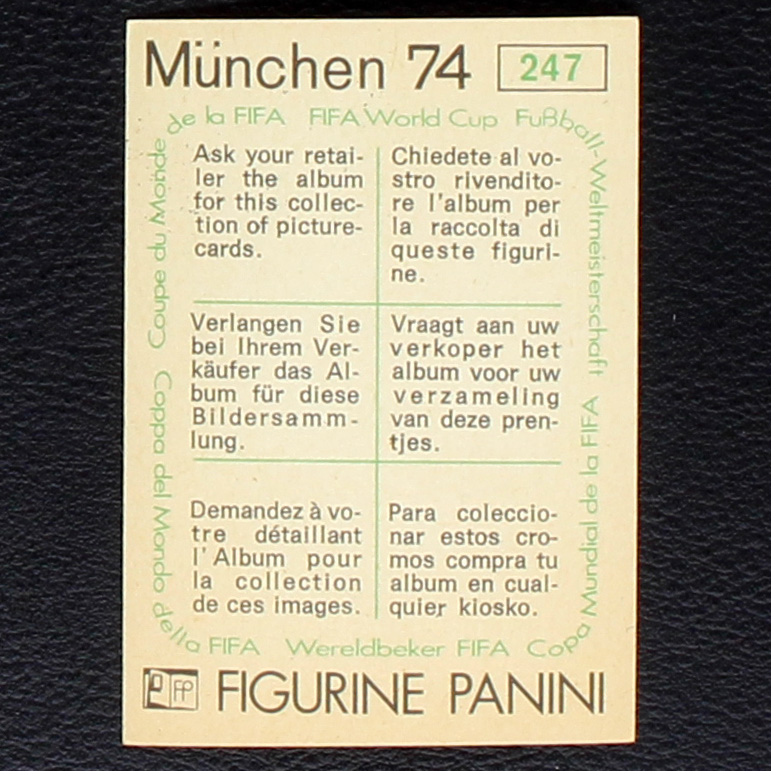 München 74 247
de la FIFA FIFA World Cup Fußball-Weltmeisterschaft
Ask your retai-
ler the album
for this collec-
tion of picture-
cards.
Chiedete al vo-
stro rivendito-
re l'album per
la raccolta di
queste figuri-
ne.
Verlangen Sie
bei Ihrem Ver-
käufer das Al-
bum für diese
Bildersamm-
lung.
Vraagt aan uw
verkoper het
album voor uw
verzameling
van deze pren-
tjes.
Demandez à vo-
tre détaillant
l'Album pour
la collection
de ces images.
Para coleccio-
nar estos cro-
mos compra tu
album en cual-
quier kiosko.
Copa Mundial de la FIFA
Wereldbeker FIFA
Coppa del Mondo della FIFA
Coupe du Monde
FP FIGURINE PANINI